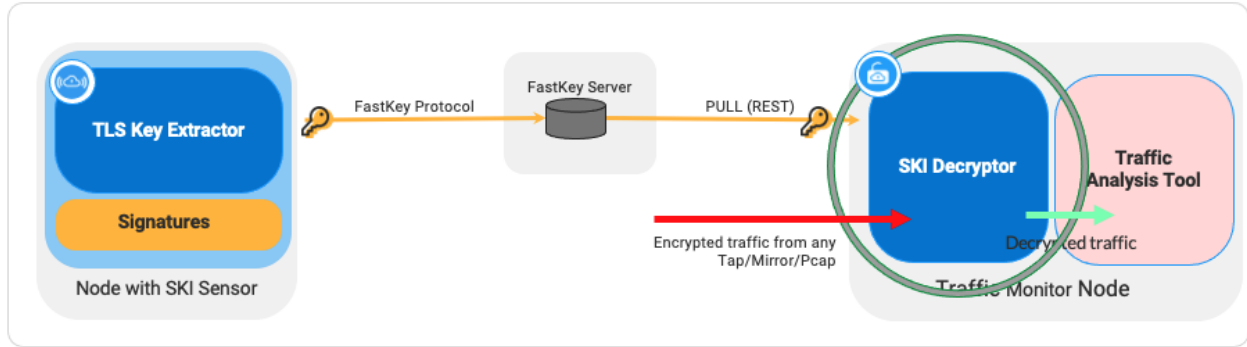 TLS Key Extractor
Signatures
Node with SKI Sensor
FastKey Protocol
FastKey Server
PULL (REST)
SKI Decryptor
Traffic
Analysis Tool
Encrypted traffic from any
Tap/Mirror/Pcap
Decrypted traffic
Traffic Monitor Node